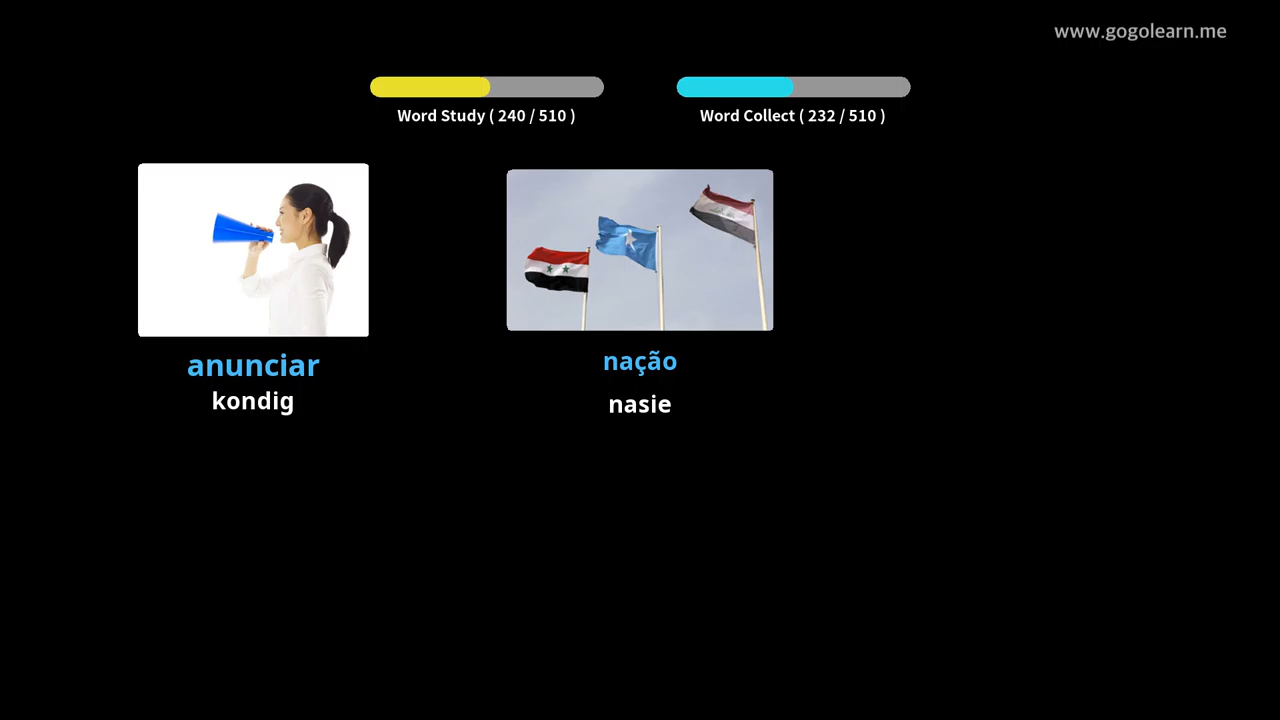 www.gogolearn.me
Word Study ( 240 / 510 )
Word Collect ( 232 / 510 )
anunciar
kondig
nação
nasie